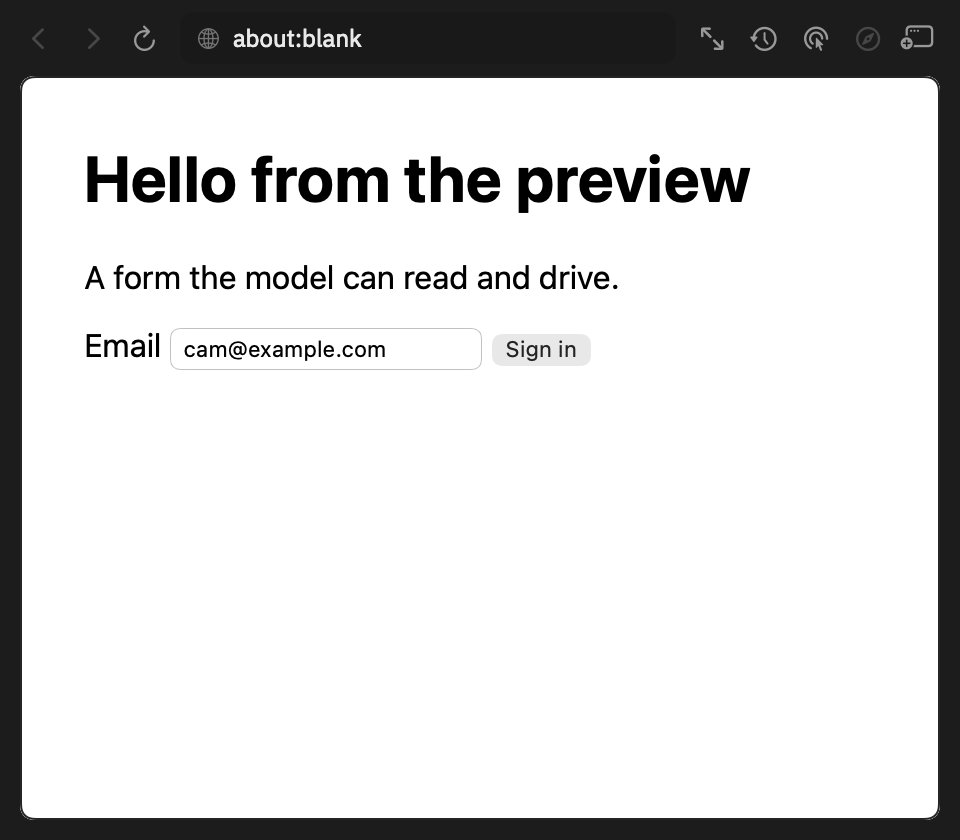 about:blank
Hello from the preview
A form the model can read and drive.
Email cam@example.com Sign in